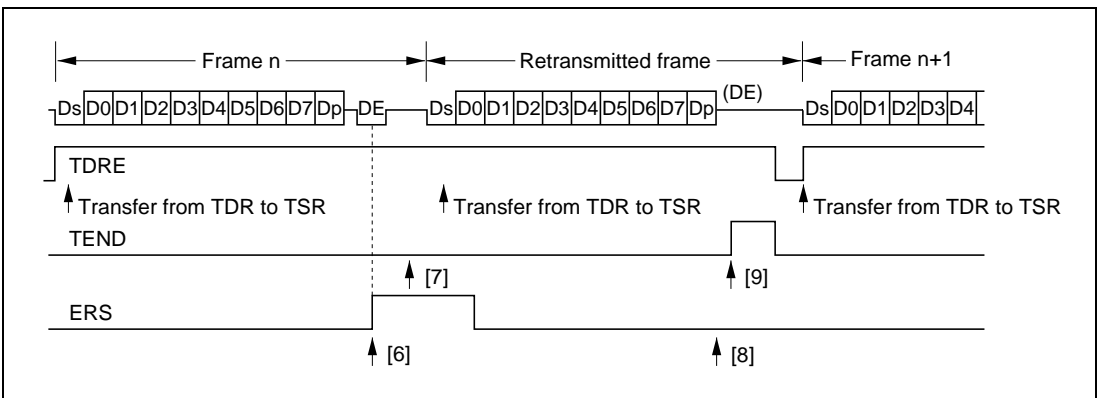 Frame n Retransmitted frame Frame n+1
(DE)
Ds D0 D1 D2 D3 D4 D5 D6 D7 Dp DE Ds D0 D1 D2 D3 D4 D5 D6 D7 Dp Ds D0 D1 D2 D3 D4
TDRE
Transfer from TDR to TSR Transfer from TDR to TSR Transfer from TDR to TSR
TEND
[7] [9]
ERS
[6] [8]